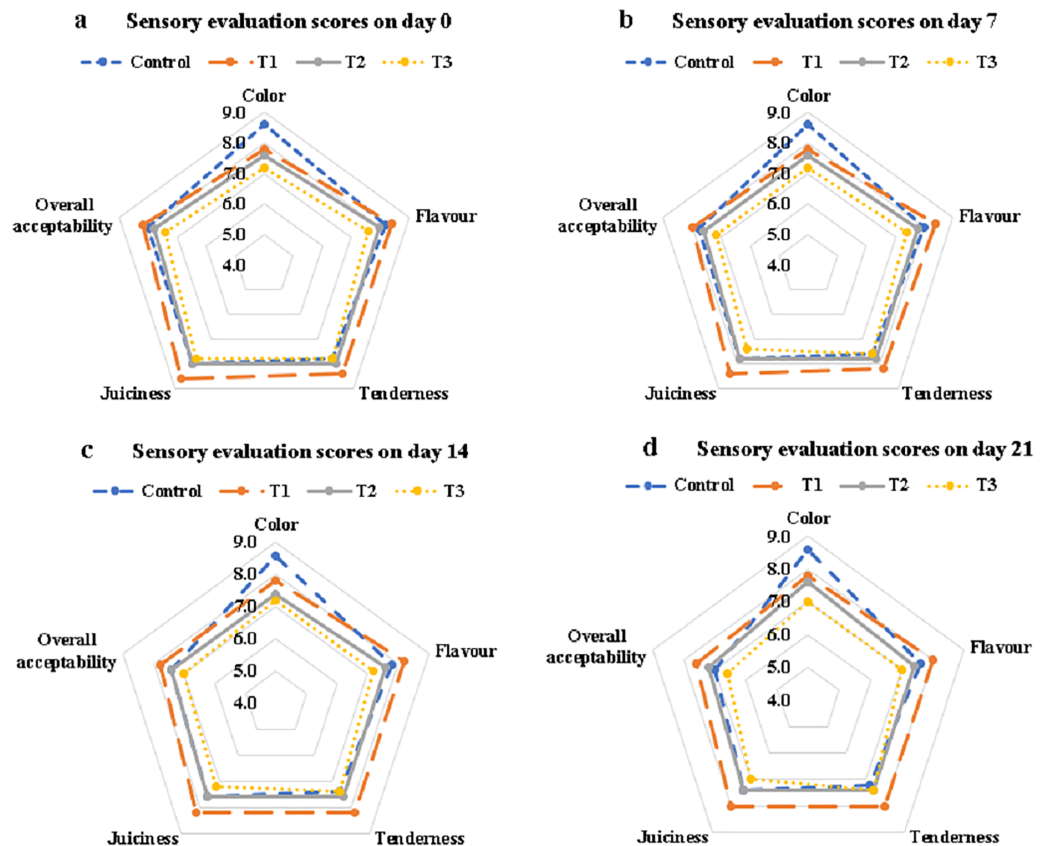 a Sensory evaluation scores on day 0
Control T1 T2 T3
Color
9.0
8.0
7.0
6.0
5.0
4.0
Overall
acceptability
Flavour
Juiciness
Tenderness
b Sensory evaluation scores on day 7
Control T1 T2 T3
Color
9.0
8.0
7.0
6.0
5.0
4.0
Overall
acceptability
Flavour
Juiciness
Tenderness
c Sensory evaluation scores on day 14
Control T1 T2 T3
Color
9.0
8.0
7.0
6.0
5.0
4.0
Overall
acceptability
Flavour
Juiciness
Tenderness
d Sensory evaluation scores on day 21
Control T1 T2 T3
Color
9.0
8.0
7.0
6.0
5.0
4.0
Overall
acceptability
Flavour
Juiciness
Tenderness